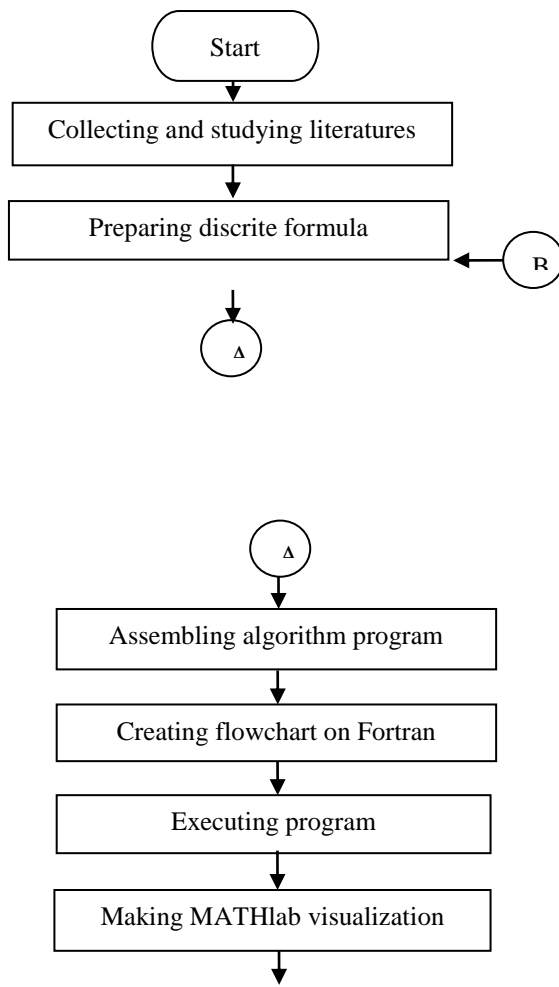 Start
Collecting and studying literatures
Preparing discrite formula
B
A
A
Assembling algorithm program
Creating flowchart on Fortran
Executing program
Making MATHlab visualization